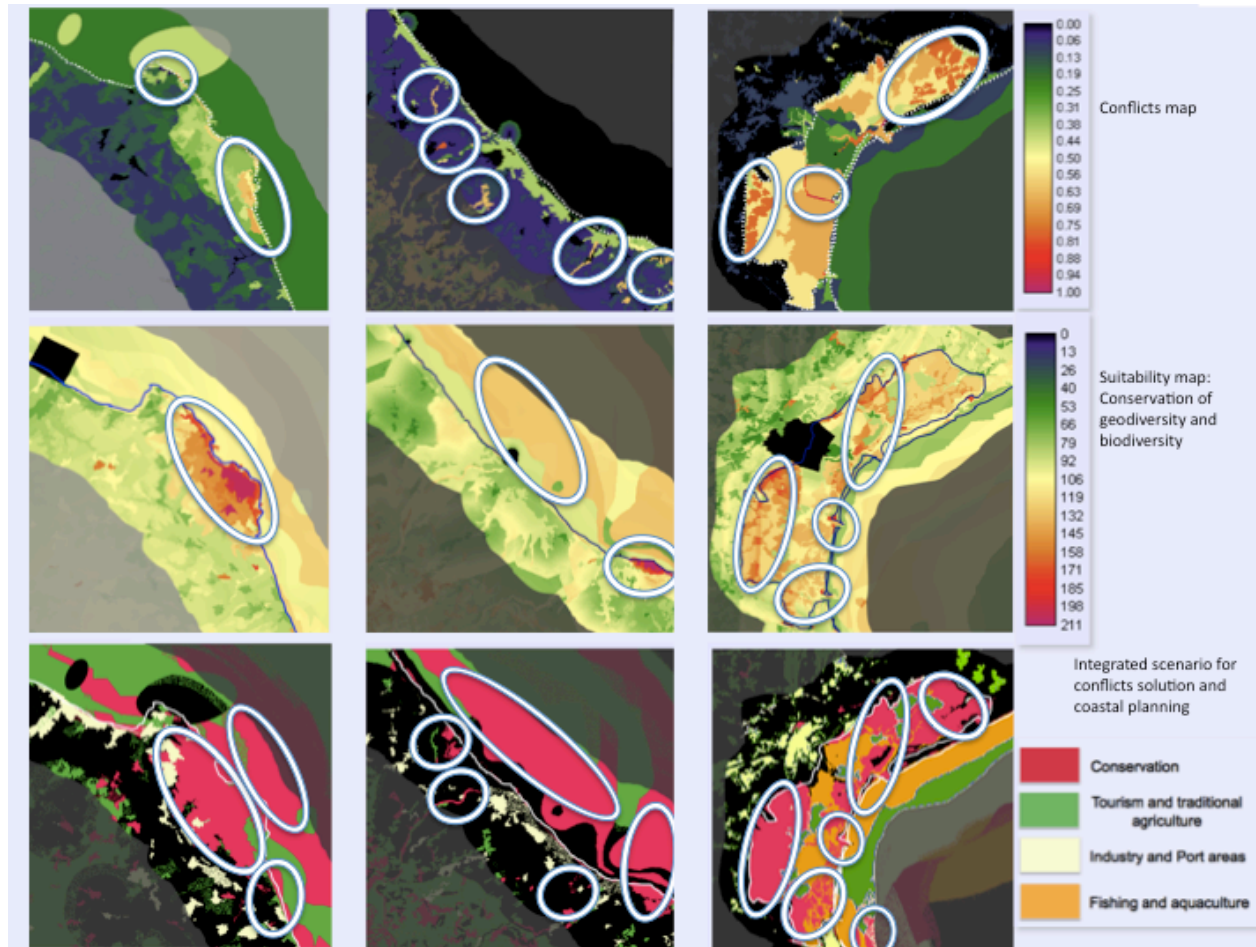 0.00
0.06
0.13
0.19
0.25
0.31
0.38
0.44
0.50
0.56
0.63
0.69
0.75
0.81
0.88
0.94
1.00
Conflicts map
0
13
26
40
53
66
79
92
106
119
132
145
158
171
185
198
211
Suitability map:
Conservation of
geodiversity and
biodiversity
Integrated scenario for
conflicts solution and
coastal planning
Conservation
Tourism and traditional
agriculture
Industry and Port areas
Fishing and aquaculture